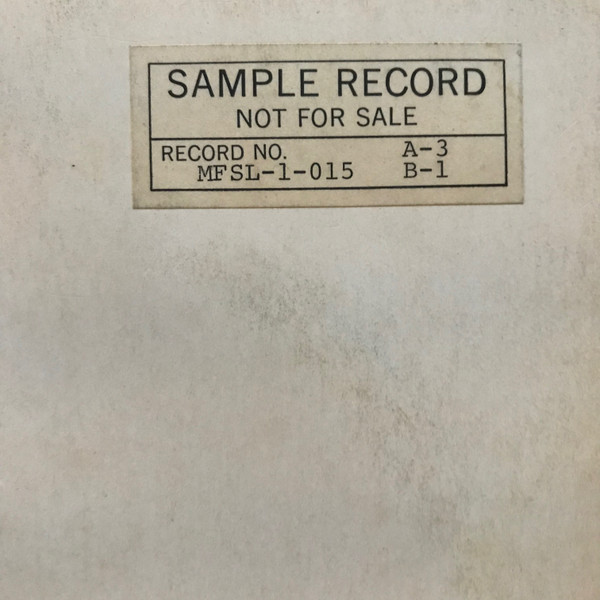 SAMPLE RECORD
NOT FOR SALE
RECORD NO. A-3
MFSL-1-015 B-1